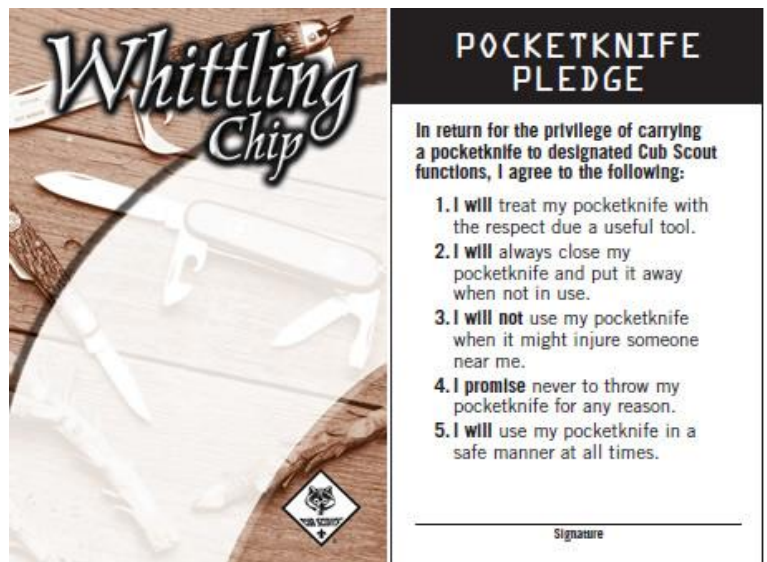 Whittling
Chip
CUB SCOUTS
POCKETKNIFE
PLEDGE
In return for the privilege of carrying
a pocketknife to designated Cub Scout
functions, I agree to the following:
1. I will treat my pocketknife with
the respect due a useful tool.
2. I will always close my
pocketknife and put it away
when not in use.
3. I will not use my pocketknife
when it might injure someone
near me.
4. I promise never to throw my
pocketknife for any reason.
5. I will use my pocketknife in a
safe manner at all times.
Signature